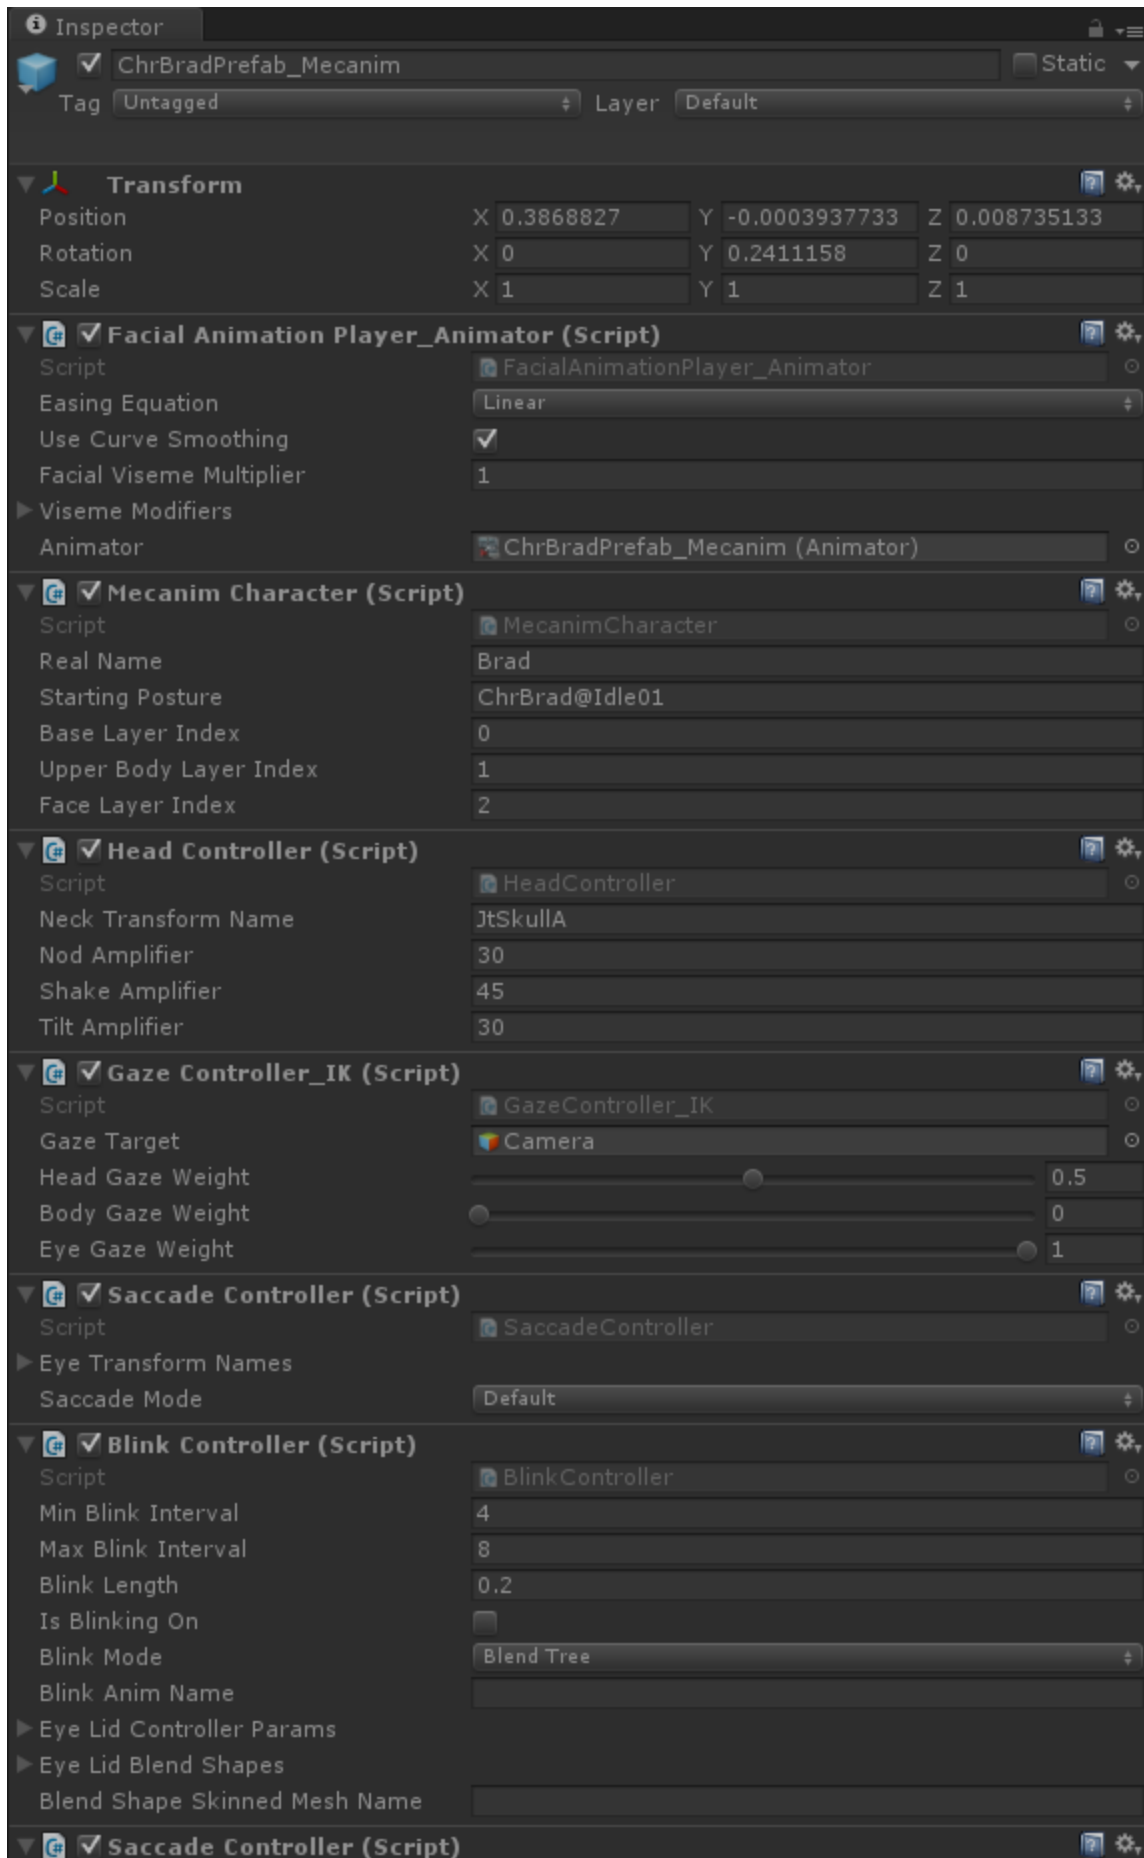 Inspector
ChrBradPrefab_Mecanim Static
Tag Untagged Layer Default
Transform
Position X 0.3868827 Y -0.0003937733 Z 0.008735133
Rotation X 0 Y 0.2411158 Z 0
Scale X 1 Y 1 Z 1
Facial Animation Player_Animator (Script)
Script FacialAnimationPlayer_Animator
Easing Equation Linear
Use Curve Smoothing
Facial Viseme Multiplier 1
Viseme Modifiers
Animator ChrBradPrefab_Mecanim (Animator)
Mecanim Character (Script)
Script MecanimCharacter
Real Name Brad
Starting Posture ChrBrad@Idle01
Base Layer Index 0
Upper Body Layer Index 1
Face Layer Index 2
Head Controller (Script)
Script HeadController
Neck Transform Name JtSkullA
Nod Amplifier 30
Shake Amplifier 45
Tilt Amplifier 30
Gaze Controller_IK (Script)
Script GazeController_IK
Gaze Target Camera
Head Gaze Weight 0.5
Body Gaze Weight 0
Eye Gaze Weight 1
Saccade Controller (Script)
Script SaccadeController
Eye Transform Names
Saccade Mode Default
Blink Controller (Script)
Script BlinkController
Min Blink Interval 4
Max Blink Interval 8
Blink Length 0.2
Is Blinking On
Blink Mode Blend Tree
Blink Anim Name
Eye Lid Controller Params
Eye Lid Blend Shapes
Blend Shape Skinned Mesh Name
Saccade Controller (Script)